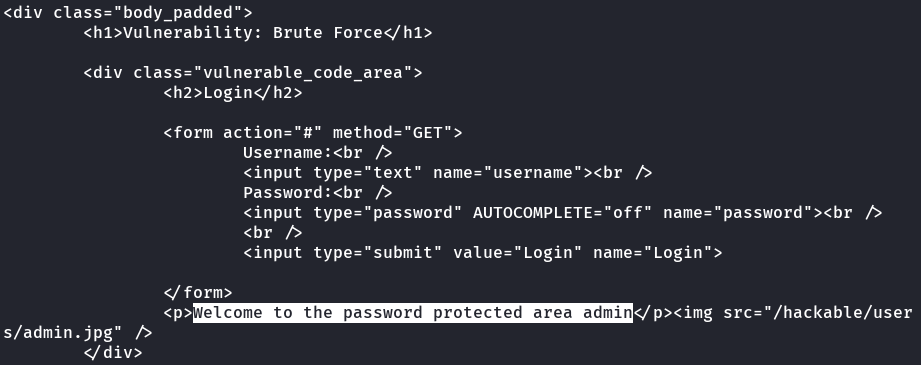 <div class="body_padded">
<h1>Vulnerability: Brute Force</h1>
<div class="vulnerable_code_area">
<h2>Login</h2>
<form action="#" method="GET">
Username:<br />
<input type="text" name="username"><br />
Password:<br />
<input type="password" AUTOCOMPLETE="off" name="password"><br />
<br />
<input type="submit" value="Login" name="Login">
</form>
<p>Welcome to the password protected area admin</p><img src="/hackable/user
s/admin.jpg" />
</div>